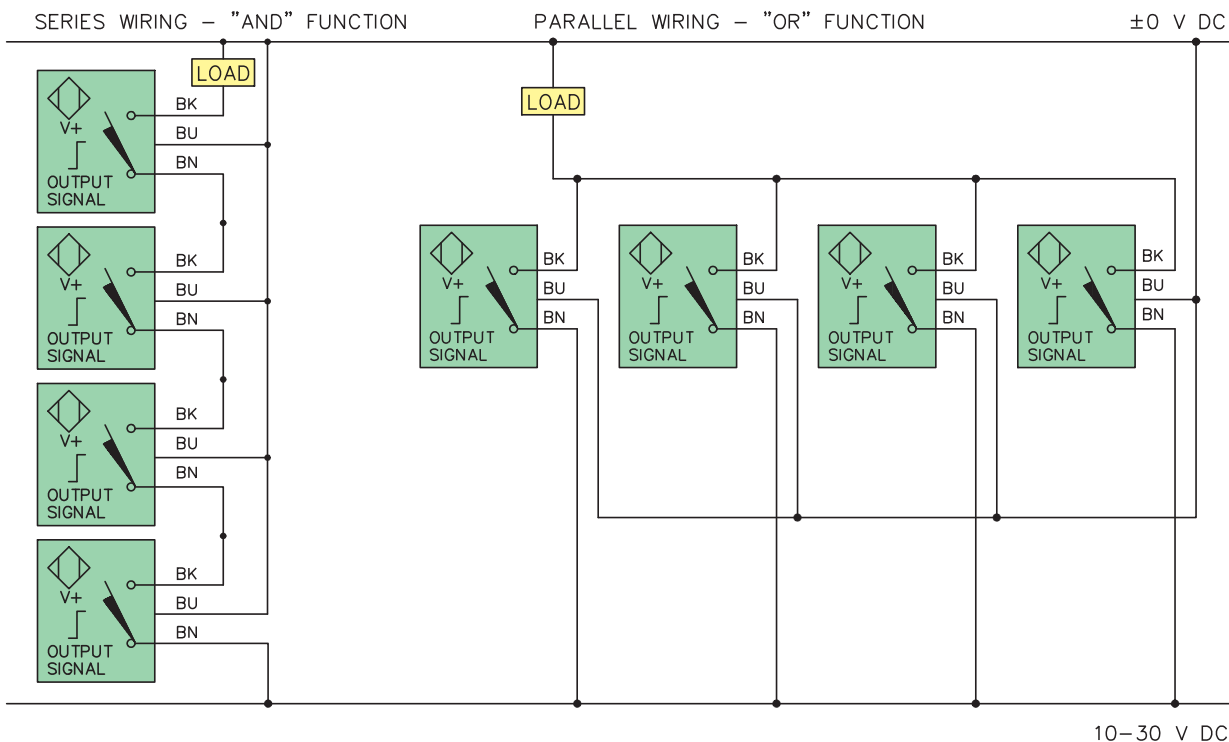 SERIES WIRING – "AND" FUNCTION
PARALLEL WIRING – "OR" FUNCTION
±0 V DC
LOAD
V+
OUTPUT
SIGNAL
BK
BU
BN
V+
OUTPUT
SIGNAL
BK
BU
BN
V+
OUTPUT
SIGNAL
BK
BU
BN
V+
OUTPUT
SIGNAL
BK
BU
BN
LOAD
V+
OUTPUT
SIGNAL
BK
BU
BN
V+
OUTPUT
SIGNAL
BK
BU
BN
V+
OUTPUT
SIGNAL
BK
BU
BN
V+
OUTPUT
SIGNAL
BK
BU
BN
10–30 V DC